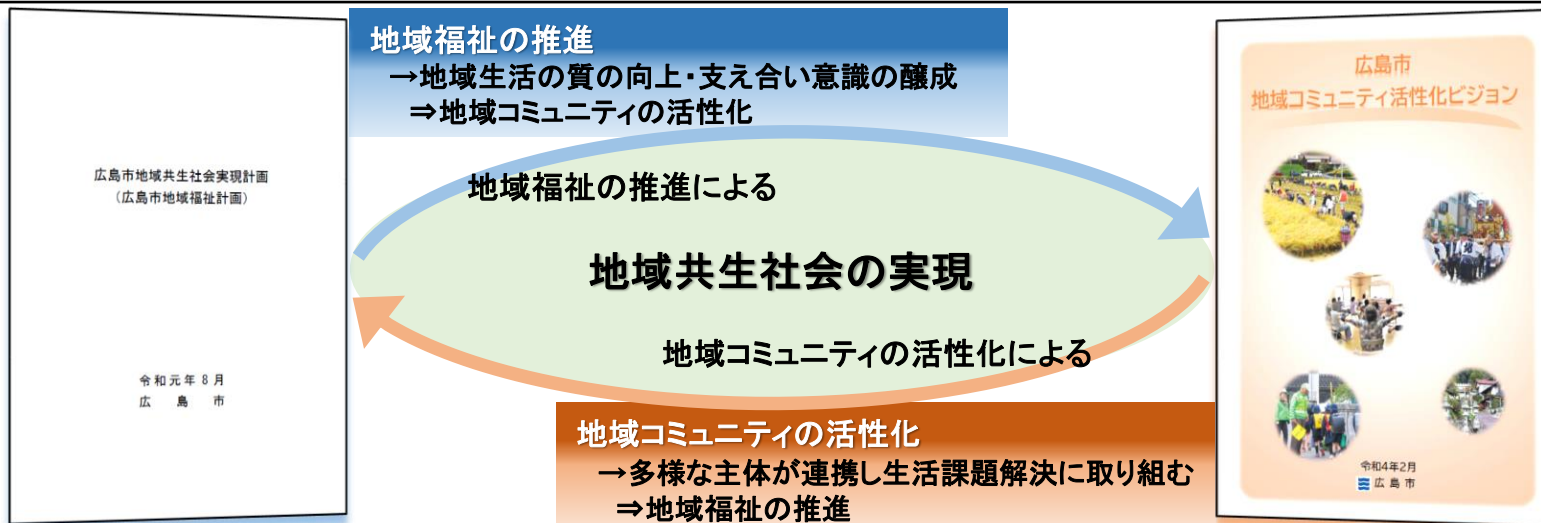 広島市地域共生社会実現計画
（広島市地域福祉計画）
令和元年８月
広島市
地域福祉の推進
→地域生活の質の向上・支え合い意識の醸成
⇒地域コミュニティの活性化
地域福祉の推進による
地域共生社会の実現
地域コミュニティの活性化による
地域コミュニティの活性化
→多様な主体が連携し生活課題解決に取り組む
⇒地域福祉の推進
広島市
地域コミュニティ活性化ビジョン
令和4年2月
広島市